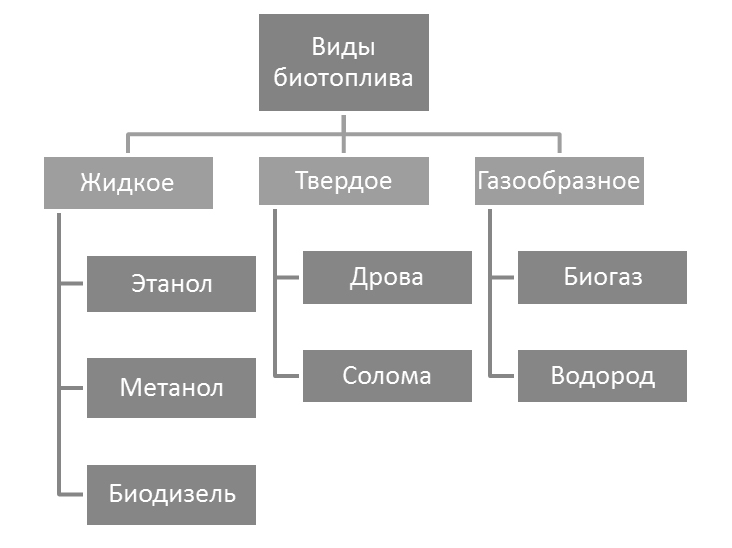 Виды
биотоплива
Жидкое
Твердое
Газообразное
Этанол
Дрова
Биогаз
Метанол
Солома
Водород
Биодизель